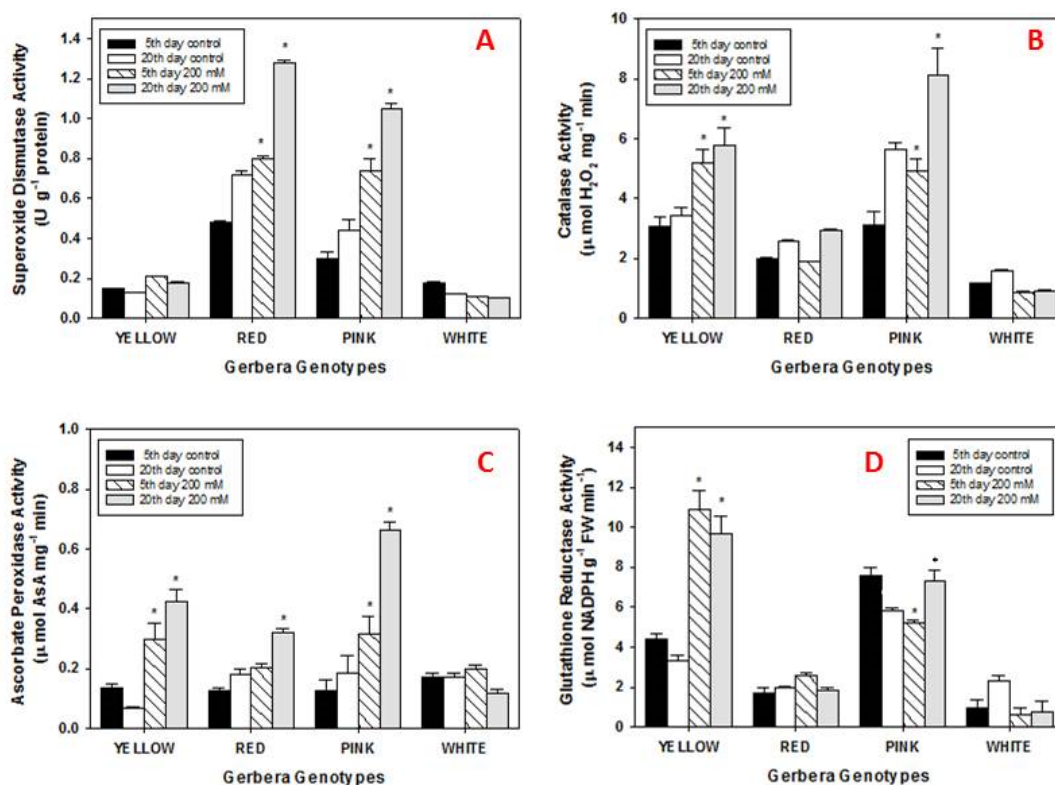 A
Superoxide Dismutase Activity
(U g-1 protein)
1.4
1.2
1.0
0.8
0.6
0.4
0.2
0.0
5th day control
20th day control
5th day 200 mM
20th day 200 mM
*
*
*
*
YELLOW RED PINK WHITE
Gerbera Genotypes
B
Catalase Activity
(μ mol H2O2 mg-1 min)
10
8
6
4
2
0
5th day control
20th day control
5th day 200 mM
20th day 200 mM
*
*
*
*
YELLOW RED PINK WHITE
Gerbera Genotypes
C
Ascorbate Peroxidase Activity
(μ mol AsA mg-1 min)
1.0
0.8
0.6
0.4
0.2
0.0
5th day control
20th day control
5th day 200 mM
20th day 200 mM
*
*
*
*
*
YELLOW RED PINK WHITE
Gerbera Genotypes
D
Glutathione Reductase Activity
(μ mol NADPH g-1 FW min-1)
14
12
10
8
6
4
2
0
5th day control
20th day control
5th day 200 mM
20th day 200 mM
*
*
*
*
YELLOW RED PINK WHITE
Gerbera Genotypes